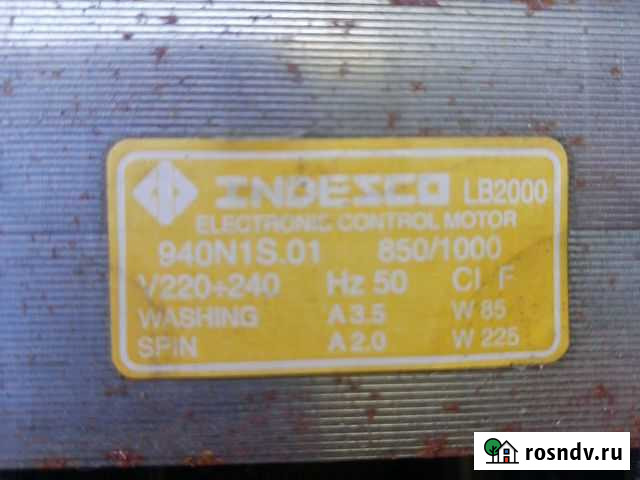 INDESCO LB2000
ELECTRONIC CONTROL MOTOR
940N1S.01 850/1000
V220÷240 Hz 50 Cl F
WASHING A 3.5 W 85
SPIN A 2.0 W 225
rosndv.ru